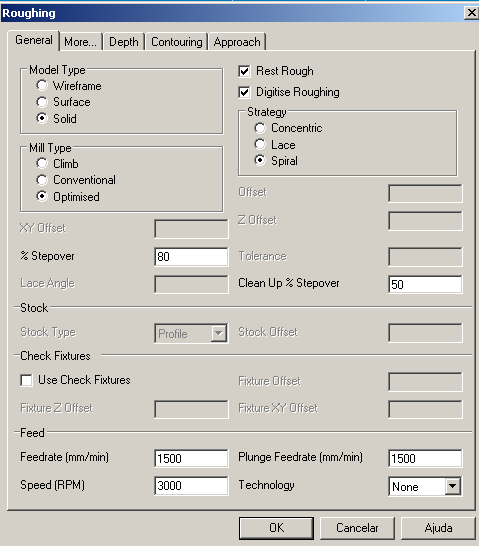 Roughing
General More... Depth Contouring Approach
Model Type
Wireframe
Surface
Solid
Mill Type
Climb
Conventional
Optimised
Rest Rough
Digitise Roughing
Strategy
Concentric
Lace
Spiral
Offset
XY Offset
Z Offset
% Stepover 80
Tolerance
Lace Angle
Clean Up % Stepover 50
Stock
Stock Type Profile
Stock Offset
Check Fixtures
Use Check Fixtures
Fixture Offset
Fixture Z Offset
Fixture XY Offset
Feed
Feedrate (mm/min) 1500
Plunge Feedrate (mm/min) 1500
Speed (RPM) 3000
Technology None
OK Cancelar Ajuda